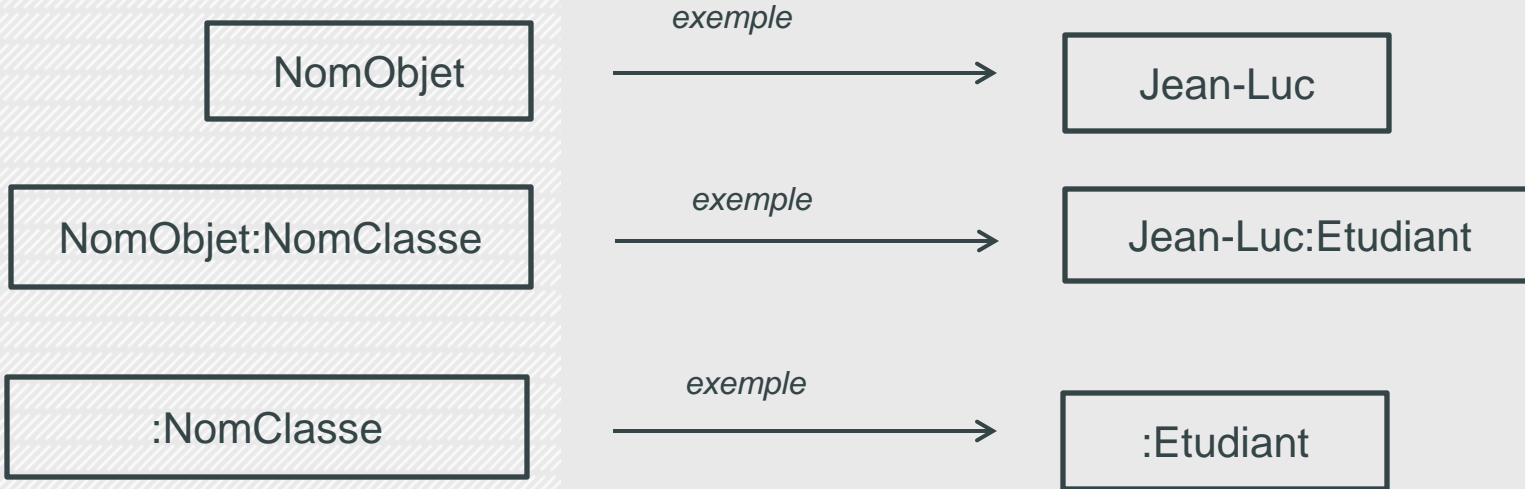 exemple
NomObjet
Jean-Luc
exemple
NomObjet:NomClasse
Jean-Luc:Etudiant
exemple
:NomClasse
:Etudiant